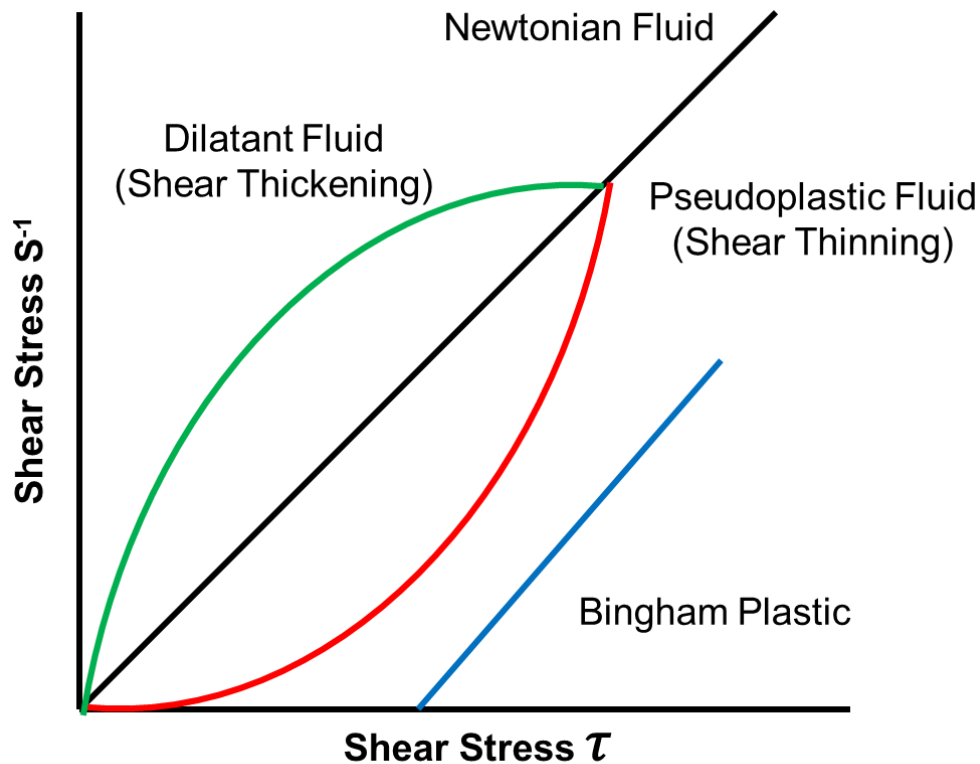 Newtonian Fluid
Dilatant Fluid
(Shear Thickening)
Pseudoplastic Fluid
(Shear Thinning)
Shear Stress S⁻¹
Bingham Plastic
Shear Stress τ